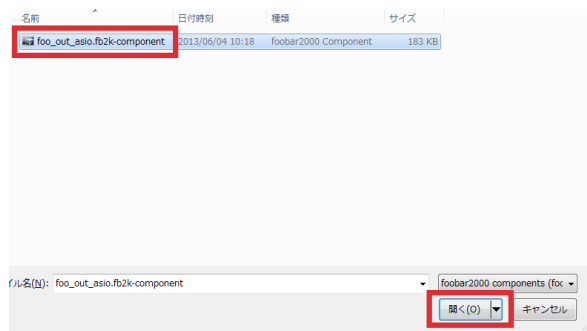 名前 日付時刻 種類 サイズ
foo_out_asio.fb2k-component 2013/06/04 10:18 foobar2000 Component 183 KB
イル名(N): foo_out_asio.fb2k-component foobar2000 components (foc
開く(O) キャンセル